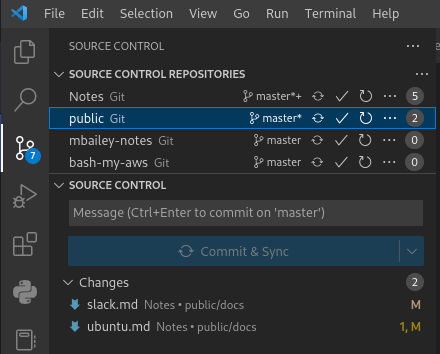 File Edit Selection View Go Run Terminal Help
SOURCE CONTROL ...
SOURCE CONTROL REPOSITORIES ...
Notes Git master*+ ... 5
public Git master* ... 2
mbailey-notes Git master ... 0
bash-my-aws Git master ... 0
SOURCE CONTROL
Message (Ctrl+Enter to commit on 'master')
Commit & Sync
Changes 2
slack.md Notes • public/docs M
ubuntu.md Notes • public/docs 1, M
7